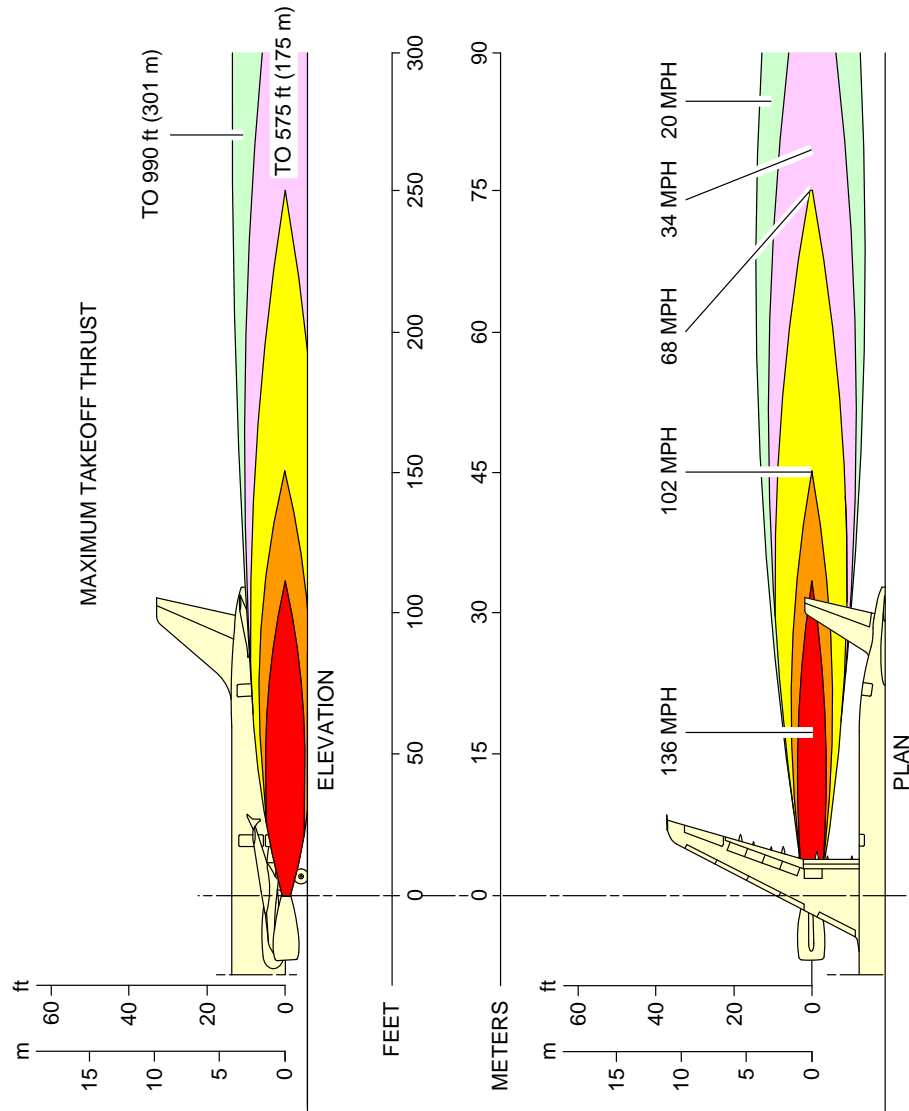 MAXIMUM TAKEOFF THRUST
TO 990 ft (301 m)
TO 575 ft (175 m)
ft
60
40
20
0
m
15
10
5
0
ELEVATION
FEET
0
50
100
150
200
250
300
METERS
0
15
30
45
60
75
90
136 MPH
102 MPH
68 MPH
34 MPH
20 MPH
ft
60
40
20
0
m
15
10
5
0
PLAN